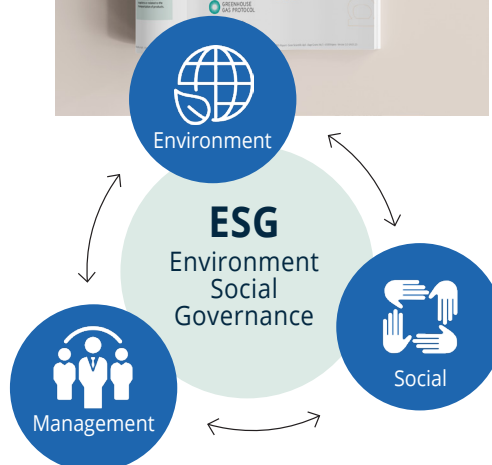 GREENHOUSE
GAS PROTOCOL
Environment
ESG
Environment
Social
Governance
Social
Management